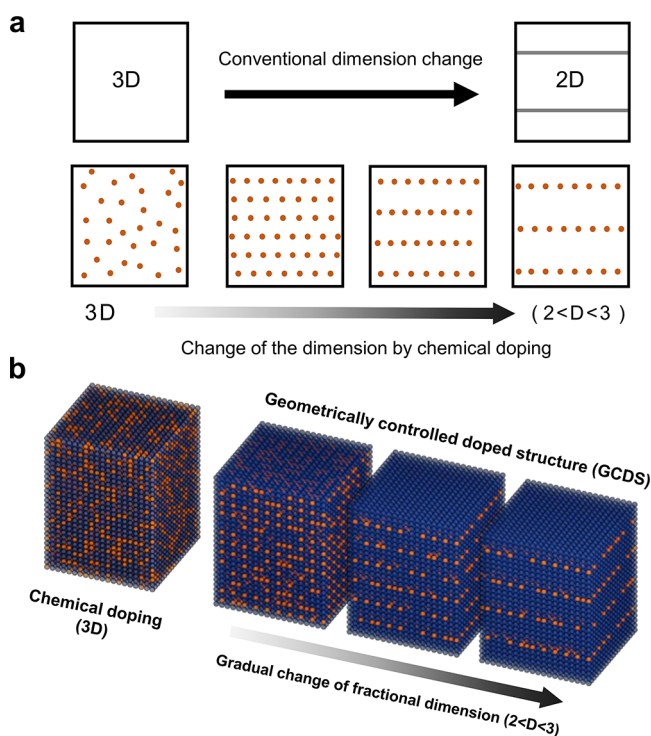 a
3D
Conventional dimension change
2D
3D
( 2<D<3 )
Change of the dimension by chemical doping
b
Geometrically controlled doped structure (GCDS)
Chemical doping
(3D)
Gradual change of fractional dimension (2<D<3)